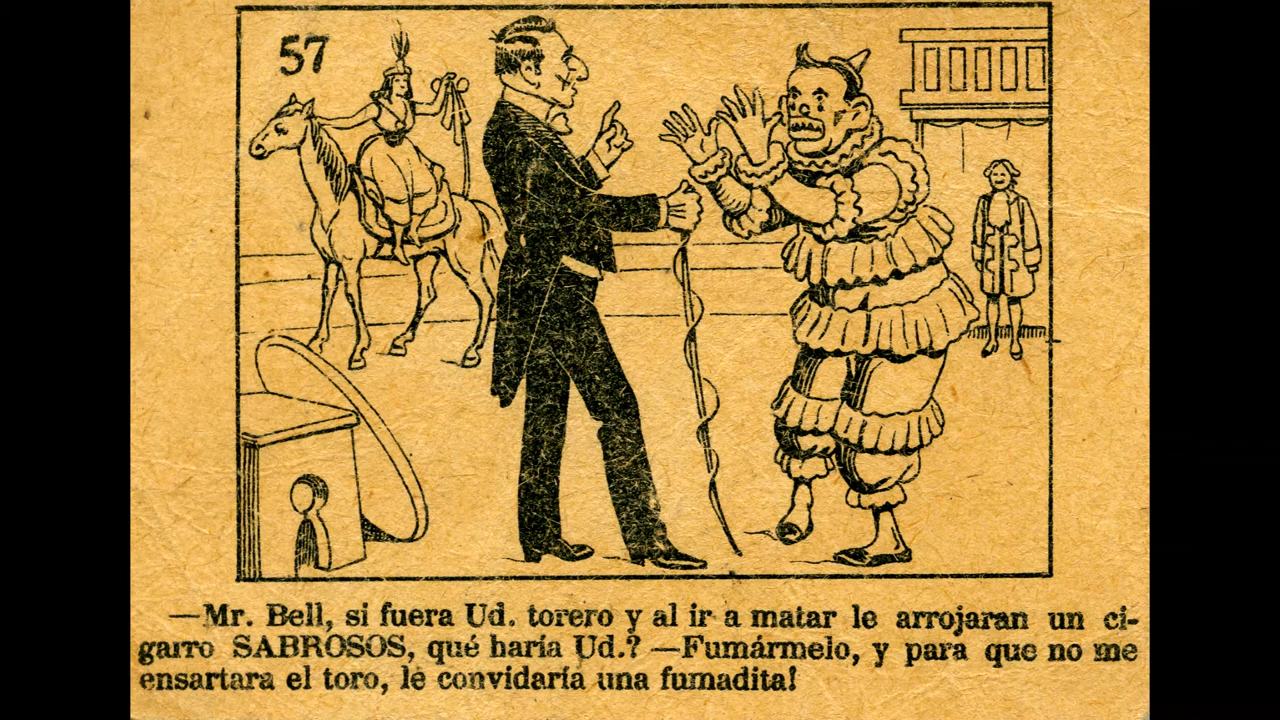 57
—Mr. Bell, si fuera Ud. torero y al ir a matar le arrojaran un ci-
garro SABROSOS, qué haría Ud.? —Fumármelo, y para que no me
ensartara el toro, le convidaría una fumadita!